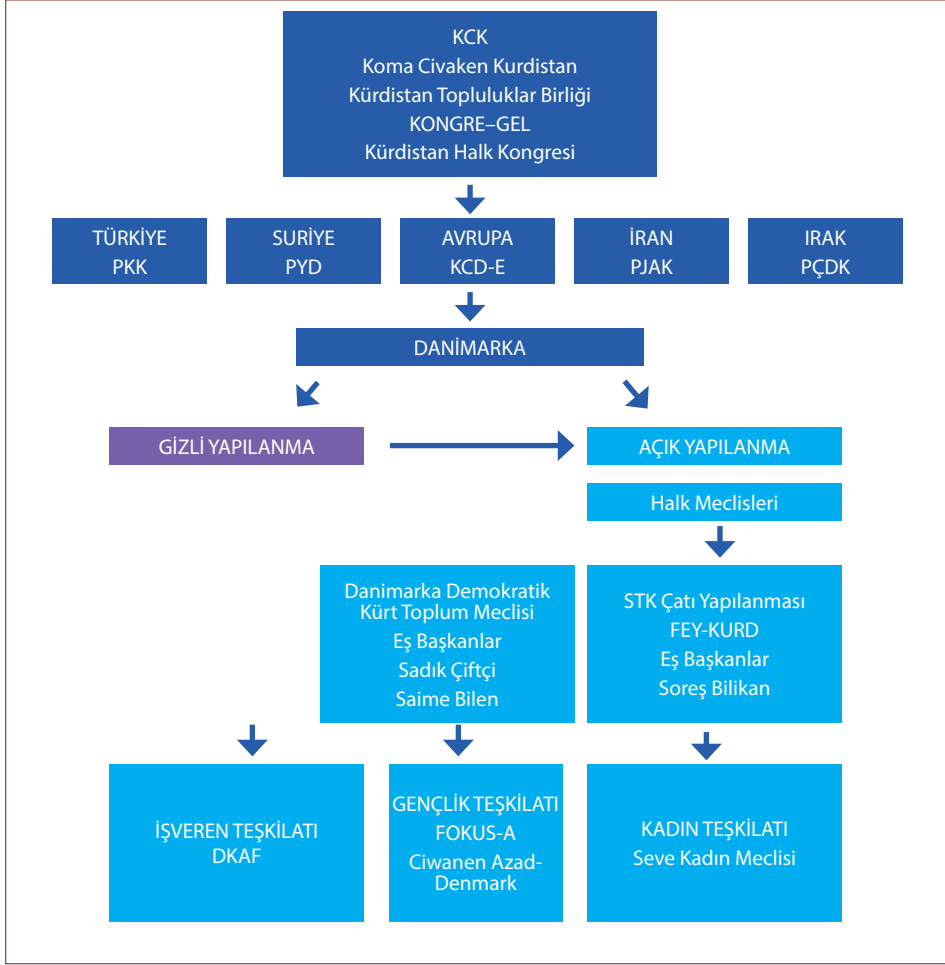 KCK
Koma Civaken Kurdistan
Kürdistan Topluluklar Birliği
KONGRE–GEL
Kürdistan Halk Kongresi
TÜRKİYE
PKK
SURİYE
PYD
AVRUPA
KCD-E
İRAN
PJAK
IRAK
PÇDK
DANİMARKA
GİZLİ YAPILANMA
AÇIK YAPILANMA
Halk Meclisleri
Danimarka Demokratik
Kürt Toplum Meclisi
Eş Başkanlar
Sadık Çiftçi
Saime Bilen
STK Çatı Yapılanması
FEY-KURD
Eş Başkanlar
Soreş Bilikan
İŞVEREN TEŞKİLATI
DKAF
GENÇLİK TEŞKİLATI
FOKUS-A
Ciwanen Azad-
Denmark
KADIN TEŞKİLATI
Seve Kadın Meclisi